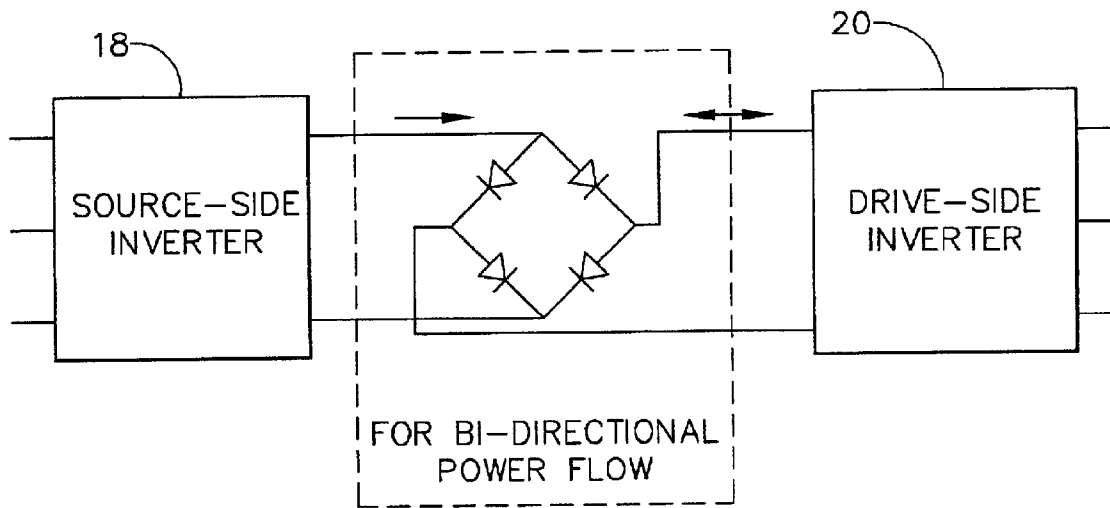 18
20
SOURCE-SIDE
INVERTER
DRIVE-SIDE
INVERTER
FOR BI-DIRECTIONAL
POWER FLOW